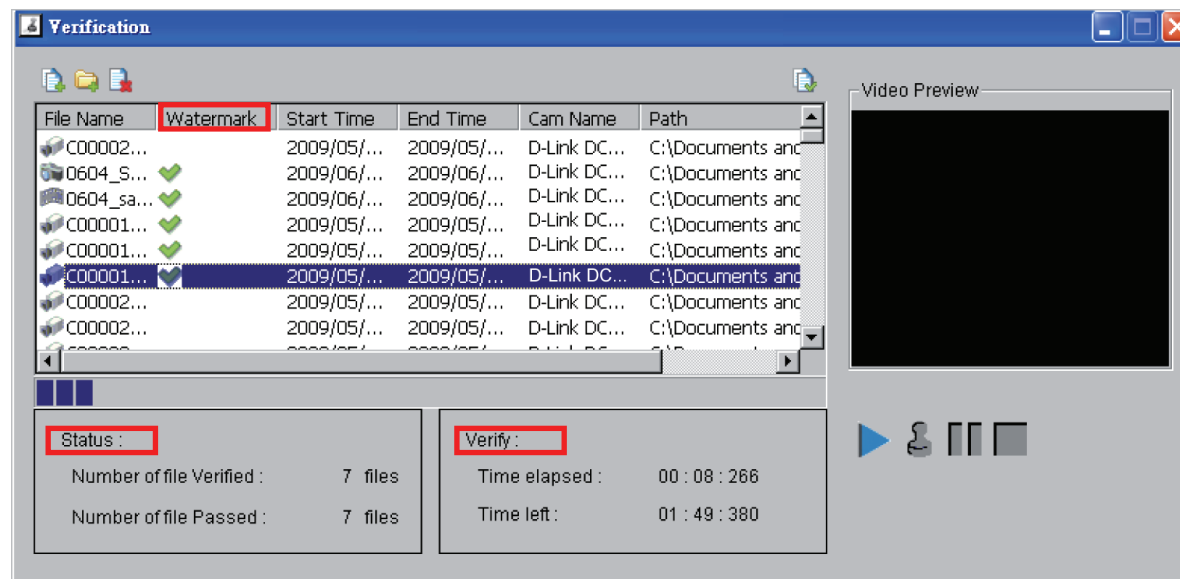 Verification
Video Preview
File Name Watermark Start Time End Time Cam Name Path
C00002... 2009/05/... 2009/05/... D-Link DC... C:\Documents and
0604_S... 2009/06/... 2009/06/... D-Link DC... C:\Documents and
0604_sa... 2009/06/... 2009/06/... D-Link DC... C:\Documents and
C00001... 2009/05/... 2009/05/... D-Link DC... C:\Documents and
C00001... 2009/05/... 2009/05/... D-Link DC... C:\Documents and
C00001... 2009/05/... 2009/05/... D-Link DC... C:\Documents and
C00002... 2009/05/... 2009/05/... D-Link DC... C:\Documents and
C00002... 2009/05/... 2009/05/... D-Link DC... C:\Documents and
Status :
Number of file Verified : 7 files
Number of file Passed : 7 files
Verify :
Time elapsed : 00 : 08 : 266
Time left : 01 : 49 : 380